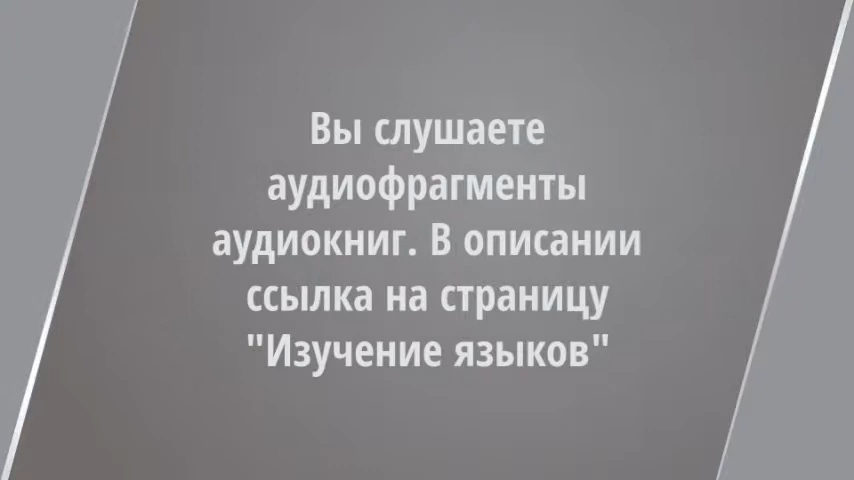 Вы слушаете
аудиофрагменты
аудиокниг. В описании
ссылка на страницу
"Изучение языков"